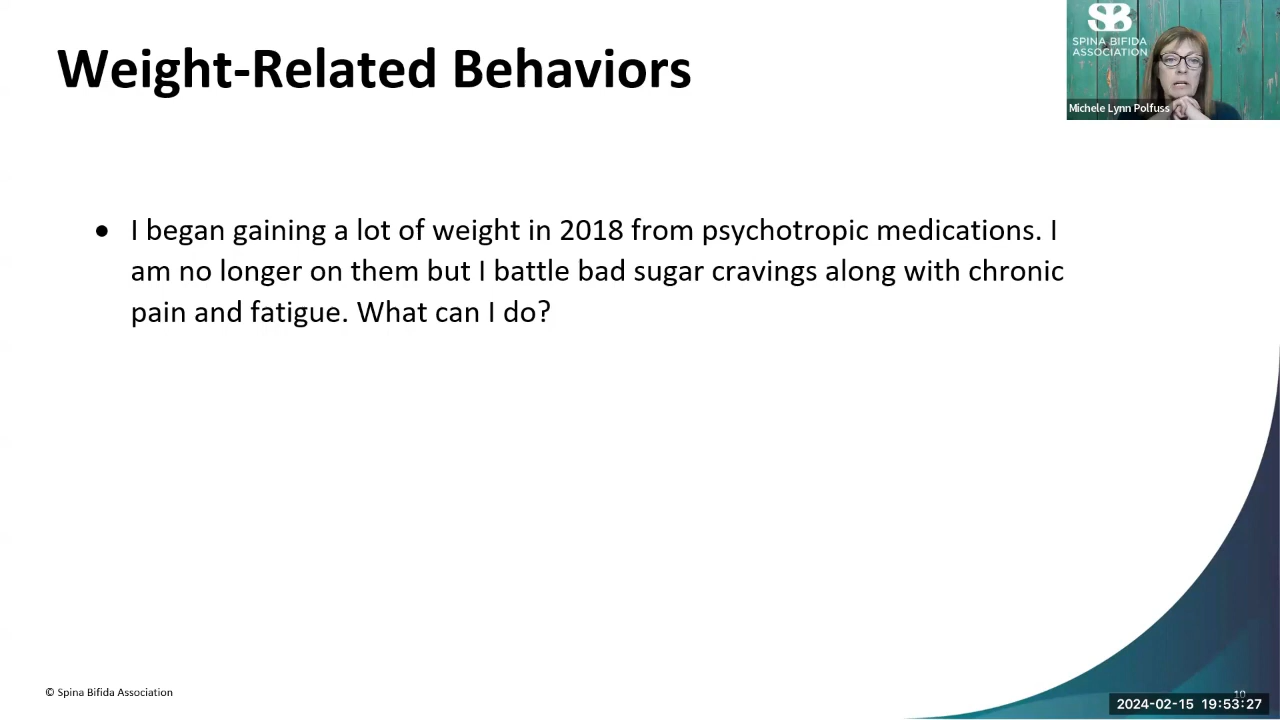 Weight-Related Behaviors
SB
SPINA BIFIDA
ASSOCIATION
Michele Lynn Polfuss
• I began gaining a lot of weight in 2018 from psychotropic medications. I
am no longer on them but I battle bad sugar cravings along with chronic
pain and fatigue. What can I do?
© Spina Bifida Association
10
2024-02-15 19:53:27